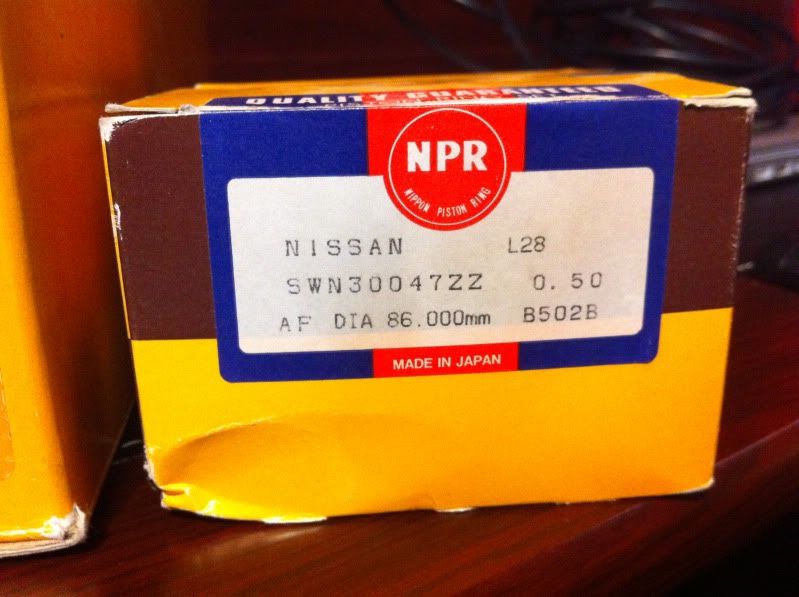 QUALITY GUARANTEED
NPR
NIPPON PISTON RING
NISSAN L28
SWN30047ZZ 0.50
AF DIA 86.000mm B502B
MADE IN JAPAN